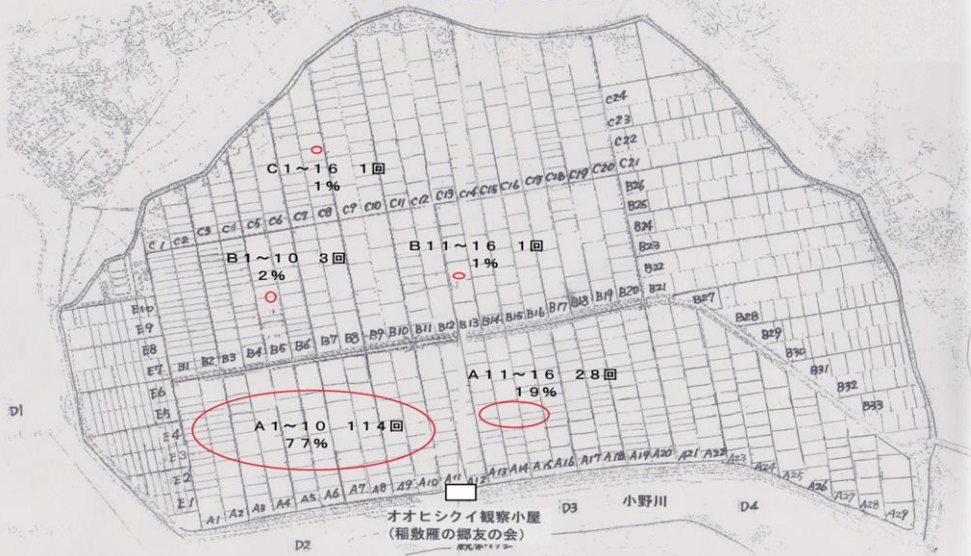 C24
C23
C22
C21
C1～16　1回
1%
C1 C2 C3 C4 C5 C6 C7 C8 C9 C10 C11 C12 C13 C14 C15 C16 C17 C18 C19 C20
B26
B25
B24
B23
B22
B21
B1～10　3回
2%
B11～16　1回
1%
E10
E9
E8
E7
E6
E5
E4
E3
E2
E1
B1 B2 B3 B4 B5 B6 B7 B8 B9 B10 B11 B12 B13 B14 B15 B16 B17 B18 B19 B20
B27
B28
B29
B30
B31
B32
B33
A11～16　28回
19%
D1
A1～10　114回
77%
A1 A2 A3 A4 A5 A6 A7 A8 A9 A10 A11 A12 A13 A14 A15 A16 A17 A18 A19 A20 A21 A22 A23 A24 A25 A26 A27 A28 A29
オオヒシクイ観察小屋
(稲敷雁の郷友の会)
D2
D3
小野川
D4